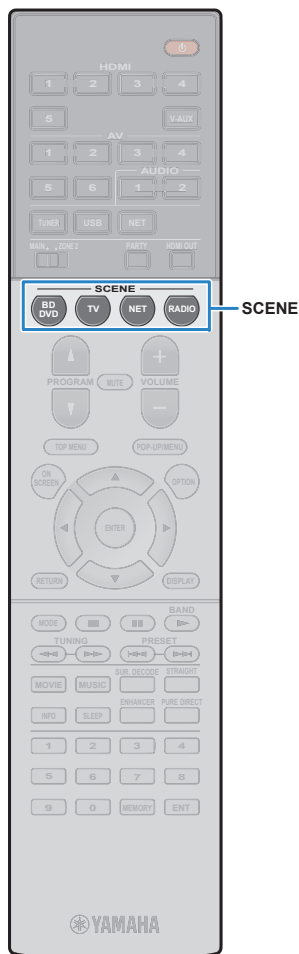 HDMI
1 2 3 4
5 V-AUX
AV
1 2 3 4
AUDIO
5 6 1 2
TUNER USB NET
MAIN ZONE 2 PARTY HDMI OUT
SCENE
BD DVD TV NET RADIO
SCENE
PROGRAM MUTE VOLUME
TOP MENU POP-UP/MENU
ON SCREEN OPTION
ENTER
RETURN DISPLAY
BAND
MODE
TUNING PRESET
MOVIE MUSIC SUR. DECODE STRAIGHT
ENHANCER PURE DIRECT
INFO SLEEP
1 2 3 4
5 6 7 8
9 0 MEMORY ENT
YAMAHA